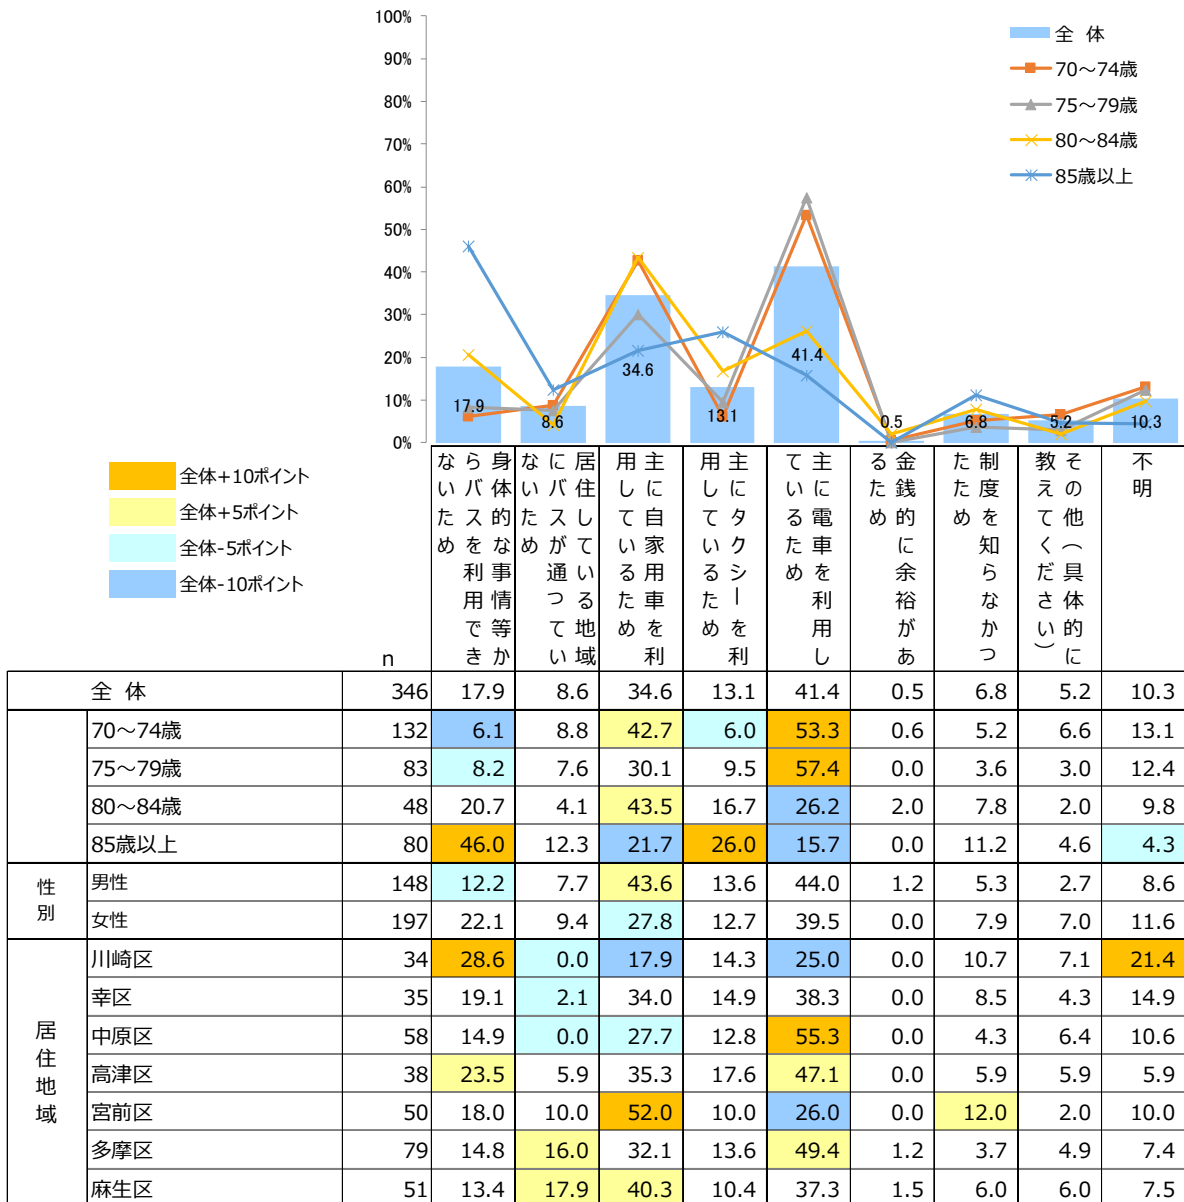 100%
90%
80%
70%
60%
50%
40%
30%
20%
10%
0%
全 体
70～74歳
75～79歳
80～84歳
85歳以上
17.9
8.6
34.6
13.1
41.4
0.5
6.8
5.2
10.3
全体+10ポイント
全体+5ポイント
全体-5ポイント
全体-10ポイント
身体的な事情等か
らバスを利用でき
ないため
居住している地域
にバスが通ってい
ないため
主に自家用車を利
用しているため
主にタクシーを利
用しているため
主に電車を利用し
ているため
金銭的に余裕があ
るため
制度を知らなかっ
たため
その他（具体的に
教えてください）
不明
n
全 体 346 17.9 8.6 34.6 13.1 41.4 0.5 6.8 5.2 10.3
70～74歳 132 6.1 8.8 42.7 6.0 53.3 0.6 5.2 6.6 13.1
75～79歳 83 8.2 7.6 30.1 9.5 57.4 0.0 3.6 3.0 12.4
80～84歳 48 20.7 4.1 43.5 16.7 26.2 2.0 7.8 2.0 9.8
85歳以上 80 46.0 12.3 21.7 26.0 15.7 0.0 11.2 4.6 4.3
性別
男性 148 12.2 7.7 43.6 13.6 44.0 1.2 5.3 2.7 8.6
女性 197 22.1 9.4 27.8 12.7 39.5 0.0 7.9 7.0 11.6
居住地域
川崎区 34 28.6 0.0 17.9 14.3 25.0 0.0 10.7 7.1 21.4
幸区 35 19.1 2.1 34.0 14.9 38.3 0.0 8.5 4.3 14.9
中原区 58 14.9 0.0 27.7 12.8 55.3 0.0 4.3 6.4 10.6
高津区 38 23.5 5.9 35.3 17.6 47.1 0.0 5.9 5.9 5.9
宮前区 50 18.0 10.0 52.0 10.0 26.0 0.0 12.0 2.0 10.0
多摩区 79 14.8 16.0 32.1 13.6 49.4 1.2 3.7 4.9 7.4
麻生区 51 13.4 17.9 40.3 10.4 37.3 1.5 6.0 6.0 7.5